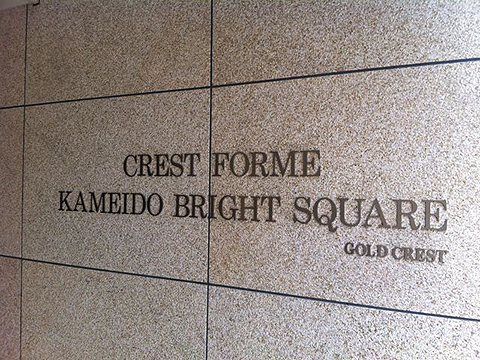 CREST FORME
KAMEIDO BRIGHT SQUARE
GOLD CREST